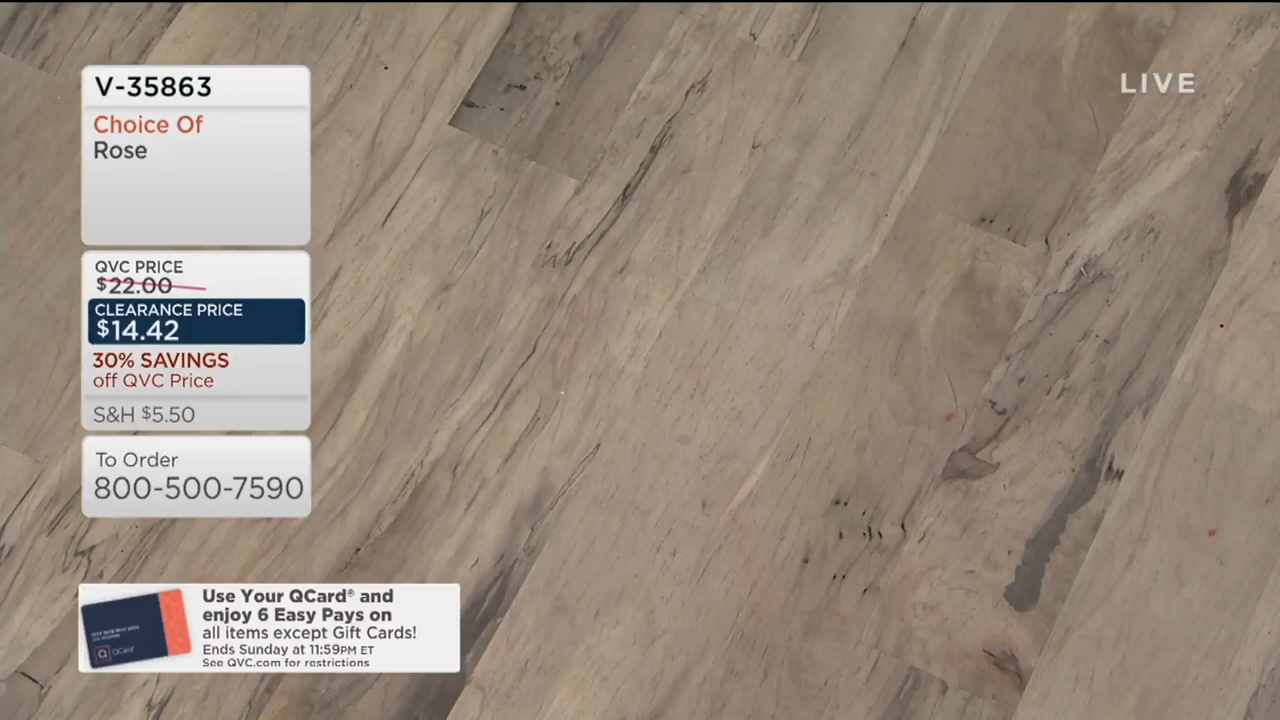 V-35863
Choice Of
Rose
QVC PRICE
$22.00
CLEARANCE PRICE
$14.42
30% SAVINGS
off QVC Price
S&H $5.50
To Order
800-500-7590
LIVE
Use Your QCard® and
enjoy 6 Easy Pays on
all items except Gift Cards!
Ends Sunday at 11:59PM ET
See QVC.com for restrictions
Q QCard